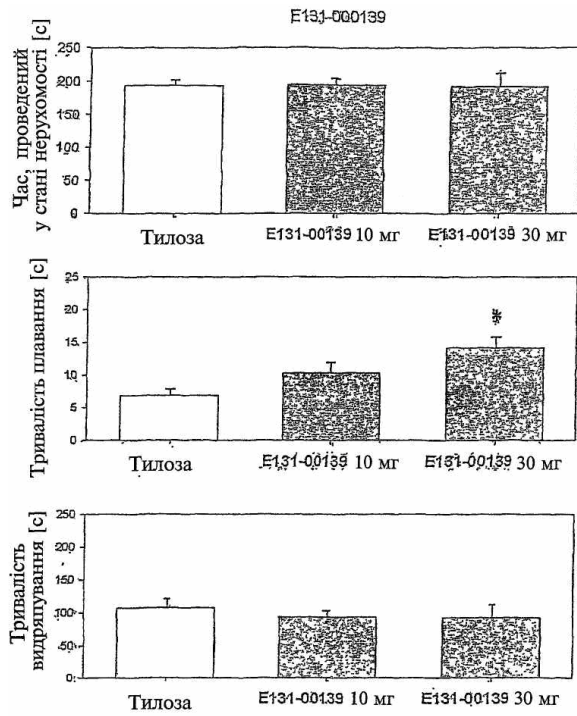 E131-000139
Час, проведений
у стані нерухомості [с]
250
200
150
100
50
0
Тилоза
E131-00139 10 мг
E131-00139 30 мг
Тривалість плавання [с]
25
20
15
10
5
0
*
Тилоза
E131-00139 10 мг
E131-00139 30 мг
Тривалість
видряпування [с]
250
200
150
100
50
0
Тилоза
E131-00139 10 мг
E131-00139 30 мг